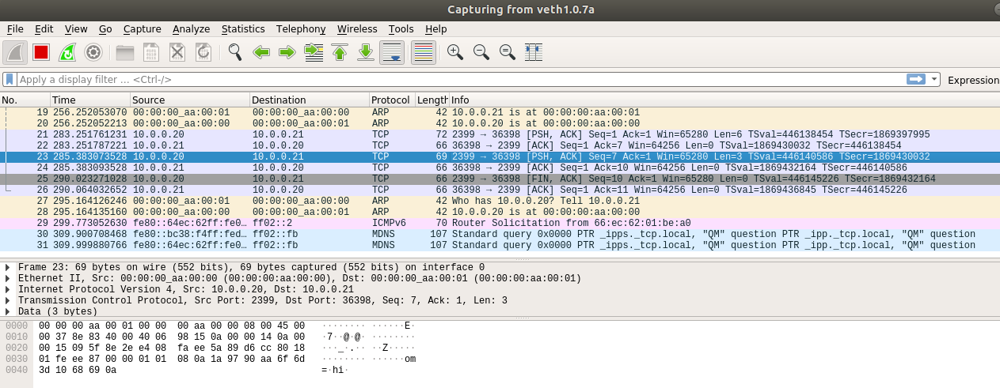 Capturing from veth1.0.7a
File Edit View Go Capture Analyze Statistics Telephony Wireless Tools Help
Apply a display filter … <Ctrl-/> Expression
No. Time Source Destination Protocol Length Info
19 256.252053070 00:00:00_aa:00:01 00:00:00_aa:00:00 ARP 42 10.0.0.21 is at 00:00:00:aa:00:01
20 256.252052213 00:00:00_aa:00:00 00:00:00_aa:00:01 ARP 42 10.0.0.20 is at 00:00:00:aa:00:00
21 283.251761231 10.0.0.20 10.0.0.21 TCP 72 2399 → 36398 [PSH, ACK] Seq=1 Ack=1 Win=65280 Len=6 TSval=446138454 TSecr=1869397995
22 283.251787221 10.0.0.21 10.0.0.20 TCP 66 36398 → 2399 [ACK] Seq=1 Ack=7 Win=64256 Len=0 TSval=1869430032 TSecr=446138454
23 285.383073528 10.0.0.20 10.0.0.21 TCP 69 2399 → 36398 [PSH, ACK] Seq=7 Ack=1 Win=65280 Len=3 TSval=446140586 TSecr=1869430032
24 285.383093528 10.0.0.21 10.0.0.20 TCP 66 36398 → 2399 [ACK] Seq=1 Ack=10 Win=64256 Len=0 TSval=1869432164 TSecr=446140586
25 290.023271028 10.0.0.20 10.0.0.21 TCP 66 2399 → 36398 [FIN, ACK] Seq=10 Ack=1 Win=65280 Len=0 TSval=446145226 TSecr=1869432164
26 290.064032652 10.0.0.21 10.0.0.20 TCP 66 36398 → 2399 [ACK] Seq=1 Ack=11 Win=64256 Len=0 TSval=1869436845 TSecr=446145226
27 295.164126246 00:00:00_aa:00:01 00:00:00_aa:00:00 ARP 42 Who has 10.0.0.20? Tell 10.0.0.21
28 295.164135160 00:00:00_aa:00:00 00:00:00_aa:00:01 ARP 42 10.0.0.20 is at 00:00:00:aa:00:00
29 299.773052630 fe80::64ec:62ff:fe0… ff02::2 ICMPv6 70 Router Solicitation from 66:ec:62:01:be:a0
30 309.900708468 fe80::bc38:f4ff:fed… ff02::fb MDNS 107 Standard query 0x0000 PTR _ipps._tcp.local, "QM" question PTR _ipp._tcp.local, "QM" question
31 309.999880766 fe80::64ec:62ff:fe0… ff02::fb MDNS 107 Standard query 0x0000 PTR _ipps._tcp.local, "QM" question PTR _ipp._tcp.local, "QM" question
Frame 23: 69 bytes on wire (552 bits), 69 bytes captured (552 bits) on interface 0
Ethernet II, Src: 00:00:00_aa:00:00 (00:00:00:aa:00:00), Dst: 00:00:00_aa:00:01 (00:00:00:aa:00:01)
Internet Protocol Version 4, Src: 10.0.0.20, Dst: 10.0.0.21
Transmission Control Protocol, Src Port: 2399, Dst Port: 36398, Seq: 7, Ack: 1, Len: 3
Data (3 bytes)
0000 00 00 00 aa 00 01 00 00 00 aa 00 00 08 00 45 00 ········ ······E·
0010 00 37 8e 83 40 00 40 06 98 15 0a 00 00 14 0a 00 ·7··@·@· ········
0020 00 15 09 5f 8e 2e e4 08 fa ee 5a 89 d6 cc 80 18 ···_·.·· ··Z·····
0030 01 fe ee 87 00 00 01 01 08 0a 1a 97 90 aa 6f 6d ········ ······om
0040 3d 10 68 69 0a =·hi·